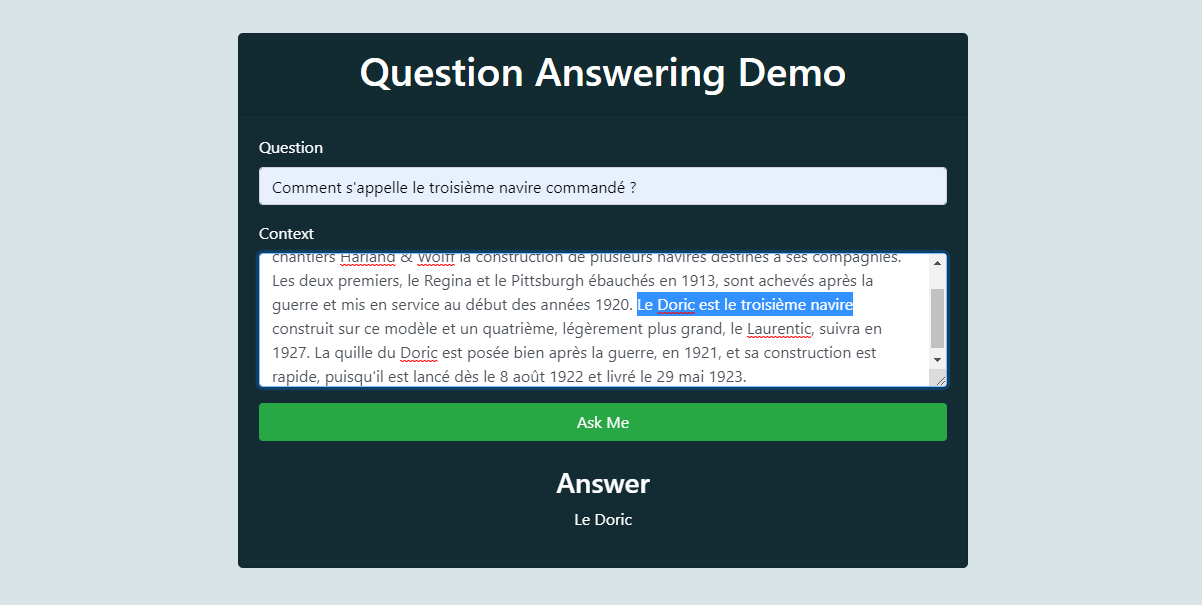 Question Answering Demo
Question
Comment s'appelle le troisième navire commandé ?
Context
chantiers Harland & Wolff la construction de plusieurs navires destinés à ses compagnies.
Les deux premiers, le Regina et le Pittsburgh ébauchés en 1913, sont achevés après la
guerre et mis en service au début des années 1920. Le Doric est le troisième navire
construit sur ce modèle et un quatrième, légèrement plus grand, le Laurentic, suivra en
1927. La quille du Doric est posée bien après la guerre, en 1921, et sa construction est
rapide, puisqu'il est lancé dès le 8 août 1922 et livré le 29 mai 1923.
Ask Me
Answer
Le Doric